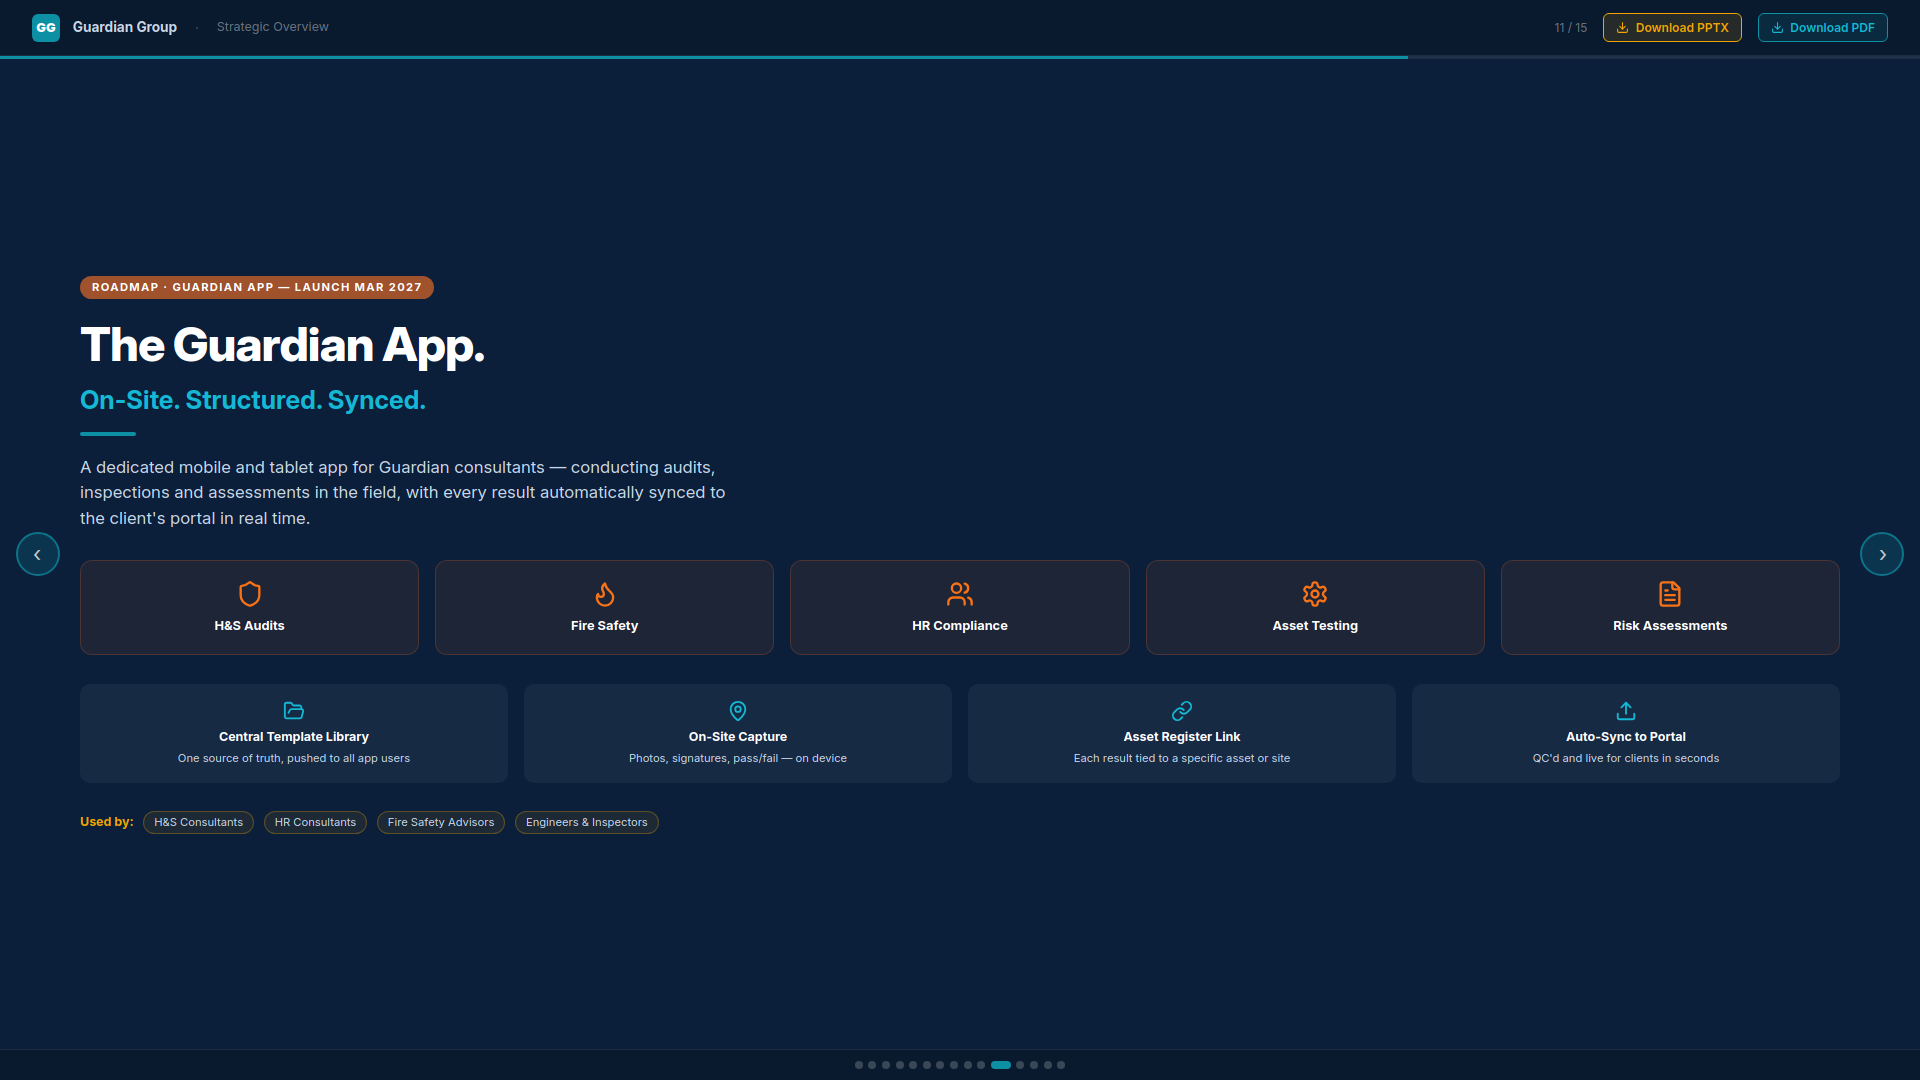 GG Guardian Group · Strategic Overview
11 / 15
Download PPTX
Download PDF
ROADMAP · GUARDIAN APP — LAUNCH MAR 2027
The Guardian App.
On-Site. Structured. Synced.
A dedicated mobile and tablet app for Guardian consultants — conducting audits,
inspections and assessments in the field, with every result automatically synced to
the client's portal in real time.
H&S Audits
Fire Safety
HR Compliance
Asset Testing
Risk Assessments
Central Template Library
One source of truth, pushed to all app users
On-Site Capture
Photos, signatures, pass/fail — on device
Asset Register Link
Each result tied to a specific asset or site
Auto-Sync to Portal
QC'd and live for clients in seconds
Used by: H&S Consultants HR Consultants Fire Safety Advisors Engineers & Inspectors